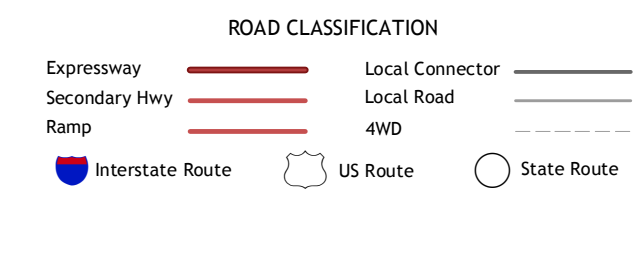 ROAD CLASSIFICATION
Expressway
Local Connector
Secondary Hwy
Local Road
Ramp
4WD
Interstate Route
US Route
State Route